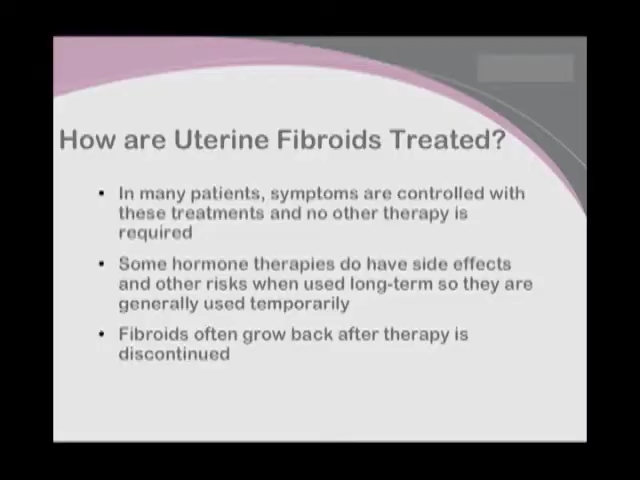 How are Uterine Fibroids Treated?
• In many patients, symptoms are controlled with
these treatments and no other therapy is
required
• Some hormone therapies do have side effects
and other risks when used long-term so they are
generally used temporarily
• Fibroids often grow back after therapy is
discontinued